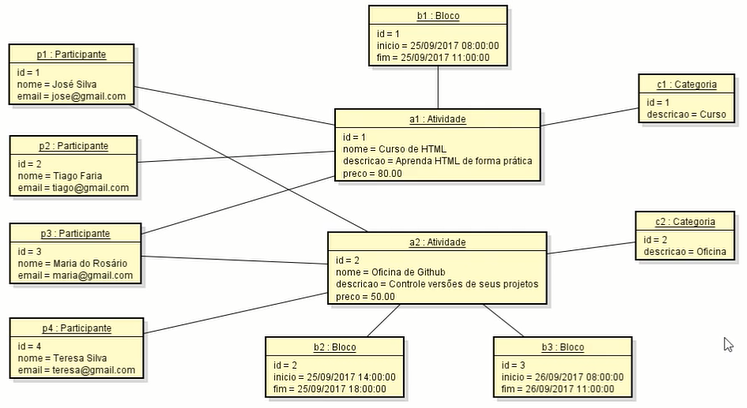 b1 : Bloco
id = 1
inicio = 25/09/2017 08:00:00
fim = 25/09/2017 11:00:00
p1 : Participante
id = 1
nome = José Silva
email = jose@gmail.com
c1 : Categoria
id = 1
descricao = Curso
a1 : Atividade
id = 1
nome = Curso de HTML
descricao = Aprenda HTML de forma prática
preco = 80.00
p2 : Participante
id = 2
nome = Tiago Faria
email = tiago@gmail.com
p3 : Participante
id = 3
nome = Maria do Rosário
email = maria@gmail.com
c2 : Categoria
id = 2
descricao = Oficina
a2 : Atividade
id = 2
nome = Oficina de Github
descricao = Controle versões de seus projetos
preco = 50.00
p4 : Participante
id = 4
nome = Teresa Silva
email = teresa@gmail.com
b2 : Bloco
id = 2
inicio = 25/09/2017 14:00:00
fim = 25/09/2017 18:00:00
b3 : Bloco
id = 3
inicio = 26/09/2017 08:00:00
fim = 26/09/2017 11:00:00